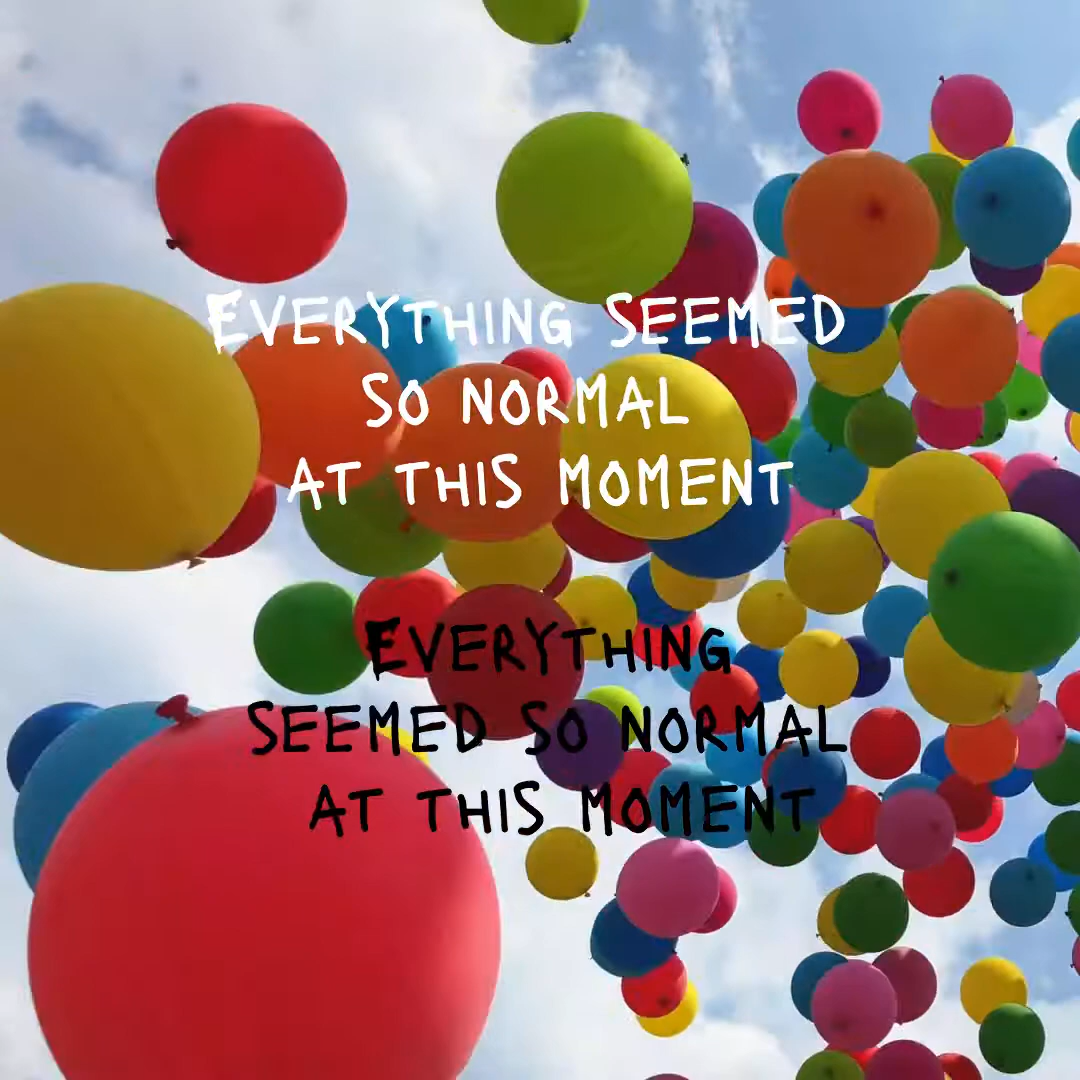 EVERYTHING SEEMED
SO NORMAL
AT THIS MOMENT
EVERYTHING
SEEMED SO NORMAL
AT THIS MOMENT